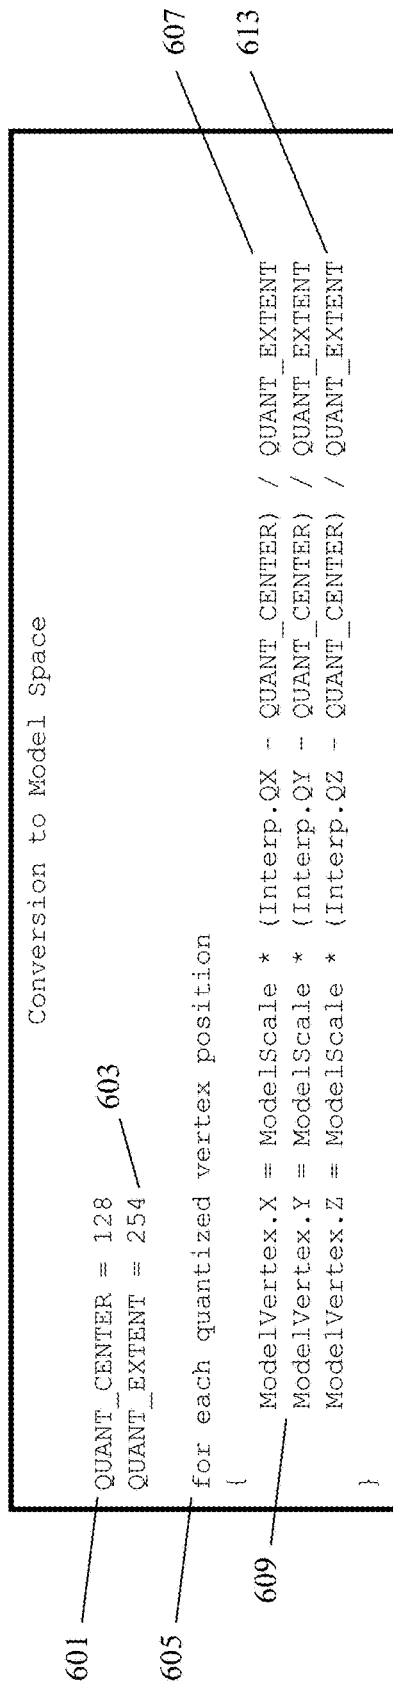 Conversion to Model Space
601
QUANT_CENTER = 128
QUANT_EXTENT = 254
603
605
for each quantized vertex position
{
ModelVertex.X = ModelScale * (Interp.QX - QUANT_CENTER) / QUANT_EXTENT
607
609
ModelVertex.Y = ModelScale * (Interp.QY - QUANT_CENTER) / QUANT_EXTENT
ModelVertex.Z = ModelScale * (Interp.QZ - QUANT_CENTER) / QUANT_EXTENT
613
}